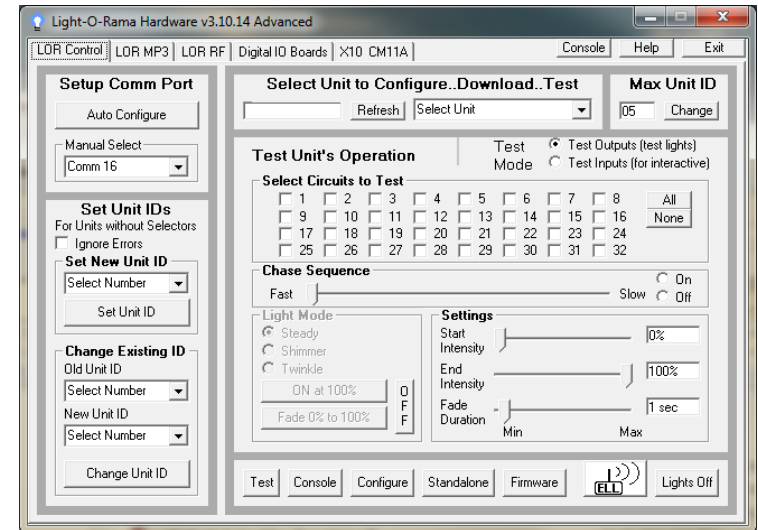 Light-O-Rama Hardware v3.10.14 Advanced
LOR Control LOR MP3 LOR RF Digital IO Boards X10 CM11A Console Help Exit
Setup Comm Port
Auto Configure
Manual Select
Comm 16
Set Unit IDs
For Units without Selectors
Ignore Errors
Set New Unit ID
Select Number
Set Unit ID
Change Existing ID
Old Unit ID
Select Number
New Unit ID
Select Number
Change Unit ID
Select Unit to Configure..Download..Test
Refresh Select Unit
Max Unit ID
05 Change
Test Unit's Operation
Test Mode
Test Outputs (test lights)
Test Inputs (for interactive)
Select Circuits to Test
1 2 3 4 5 6 7 8 All
9 10 11 12 13 14 15 16 None
17 18 19 20 21 22 23 24
25 26 27 28 29 30 31 32
Chase Sequence
Fast Slow
On
Off
Light Mode
Steady
Shimmer
Twinkle
ON at 100%
Fade 0% to 100%
OFF
Settings
Start Intensity 0%
End Intensity 100%
Fade Duration 1 sec
Min Max
Test Console Configure Standalone Firmware ELL Lights Off